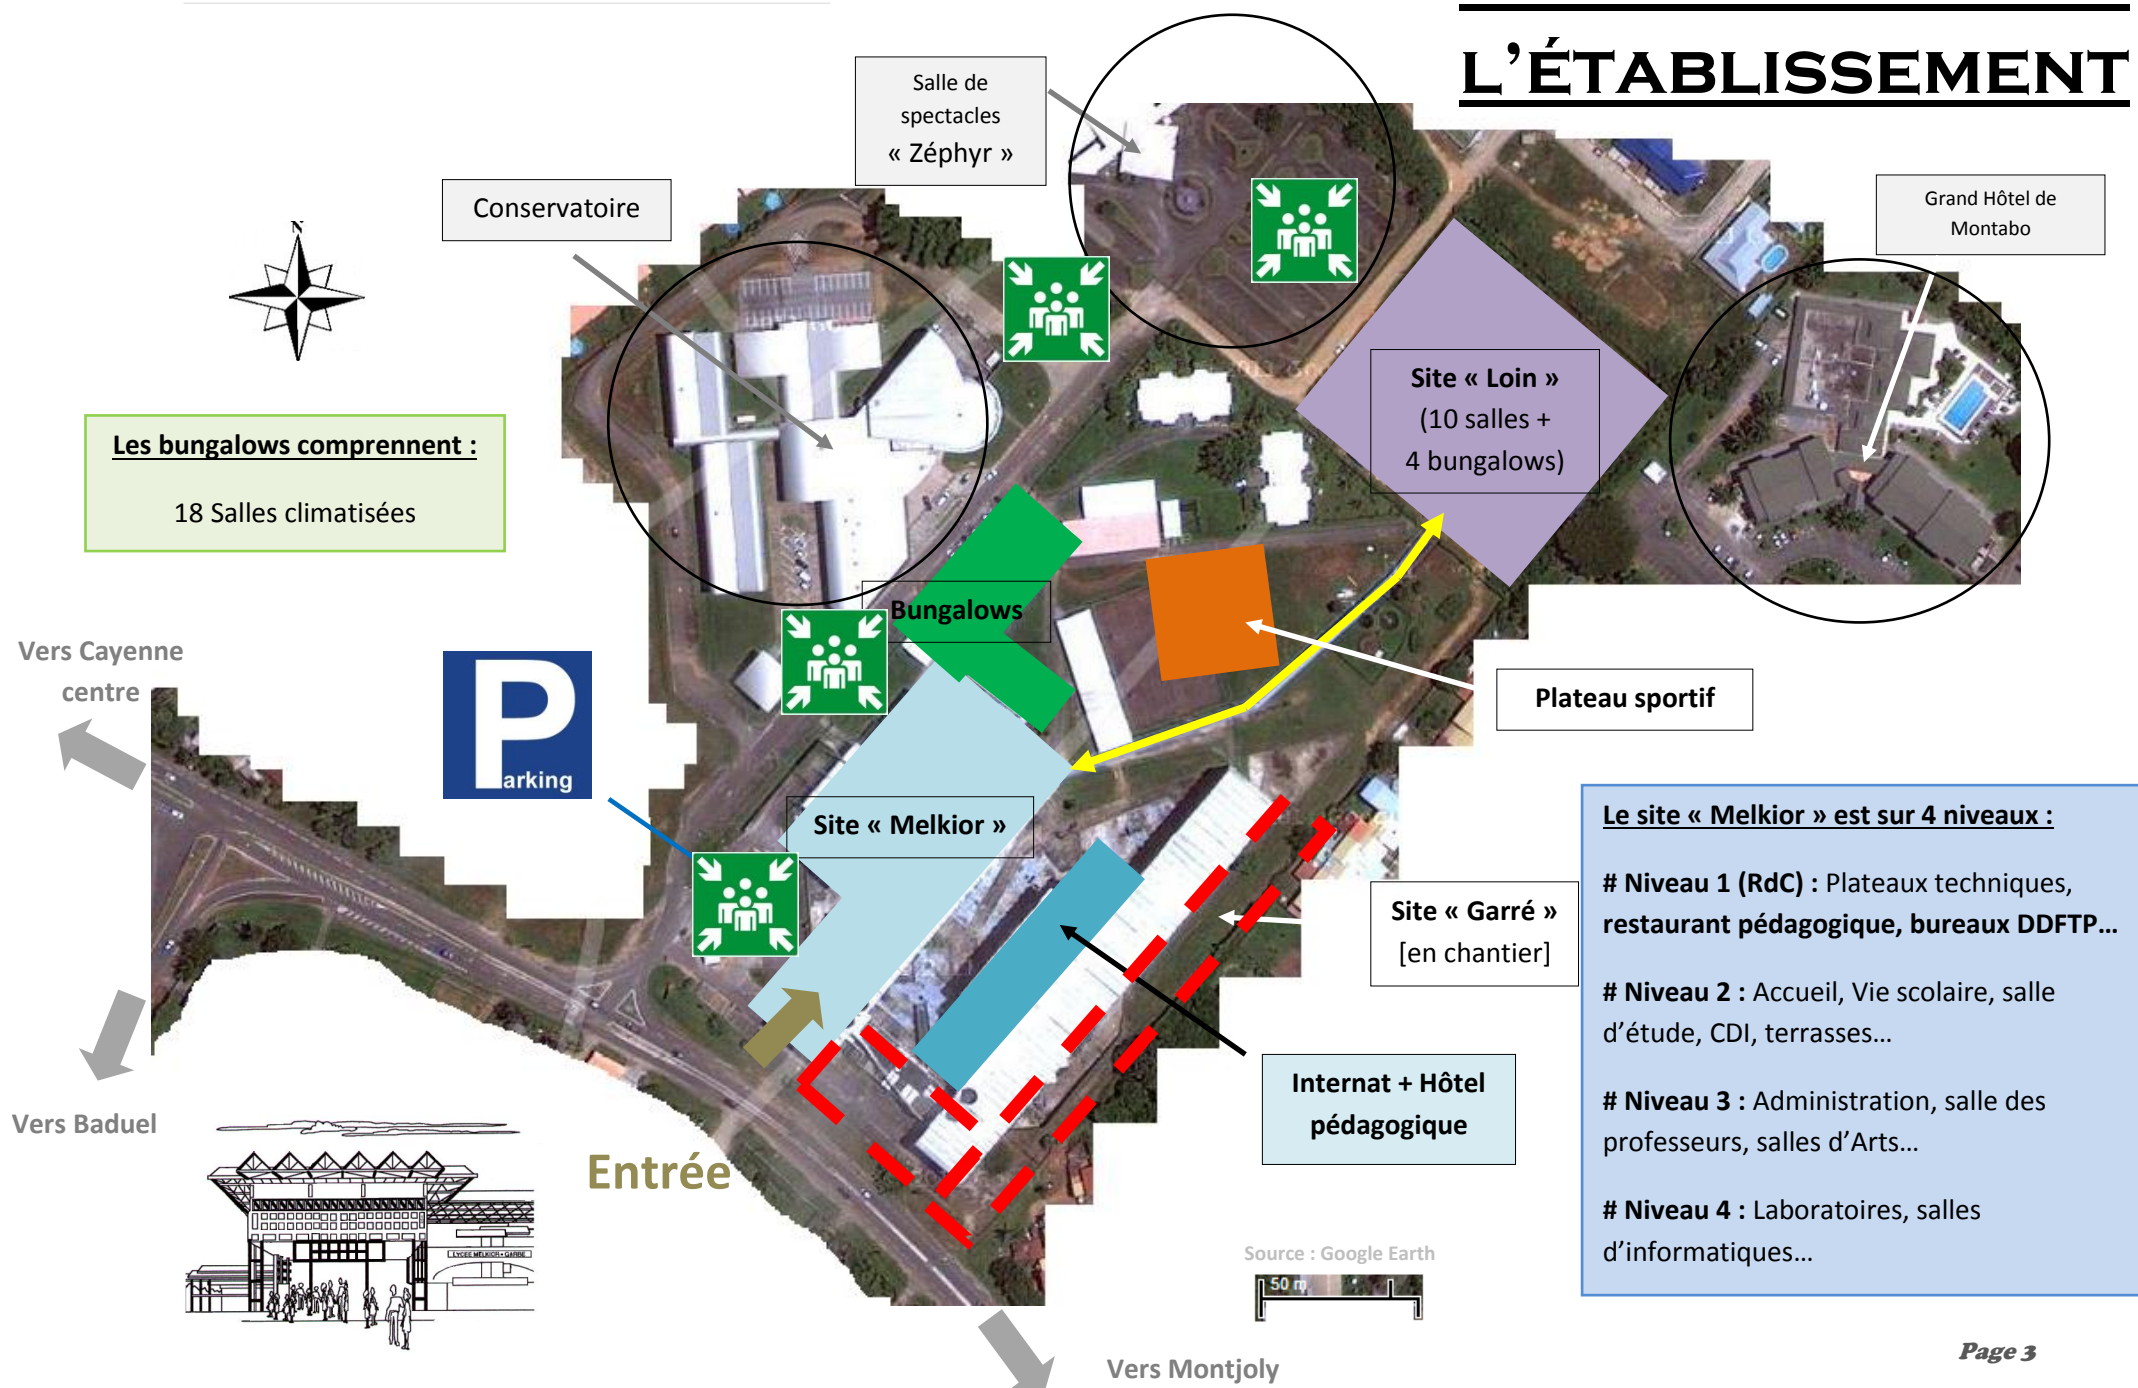 L'ÉTABLISSEMENT
Salle de
spectacles
« Zéphyr »
Conservatoire
Grand Hôtel de
Montabo
N
Site « Loin »
(10 salles +
4 bungalows)
Les bungalows comprennent :
18 Salles climatisées
Bungalows
Vers Cayenne
centre
Parking
Plateau sportif
Site « Melkior »
Le site « Melkior » est sur 4 niveaux :
# Niveau 1 (RdC) : Plateaux techniques,
restaurant pédagogique, bureaux DDFTP...
# Niveau 2 : Accueil, Vie scolaire, salle
d'étude, CDI, terrasses...
# Niveau 3 : Administration, salle des
professeurs, salles d'Arts...
# Niveau 4 : Laboratoires, salles
d'informatiques...
Site « Garré »
[en chantier]
Internat + Hôtel
pédagogique
Vers Baduel
Entrée
LYCEE MELKIOR - GARRE
Source : Google Earth
50 m
Vers Montjoly
Page 3